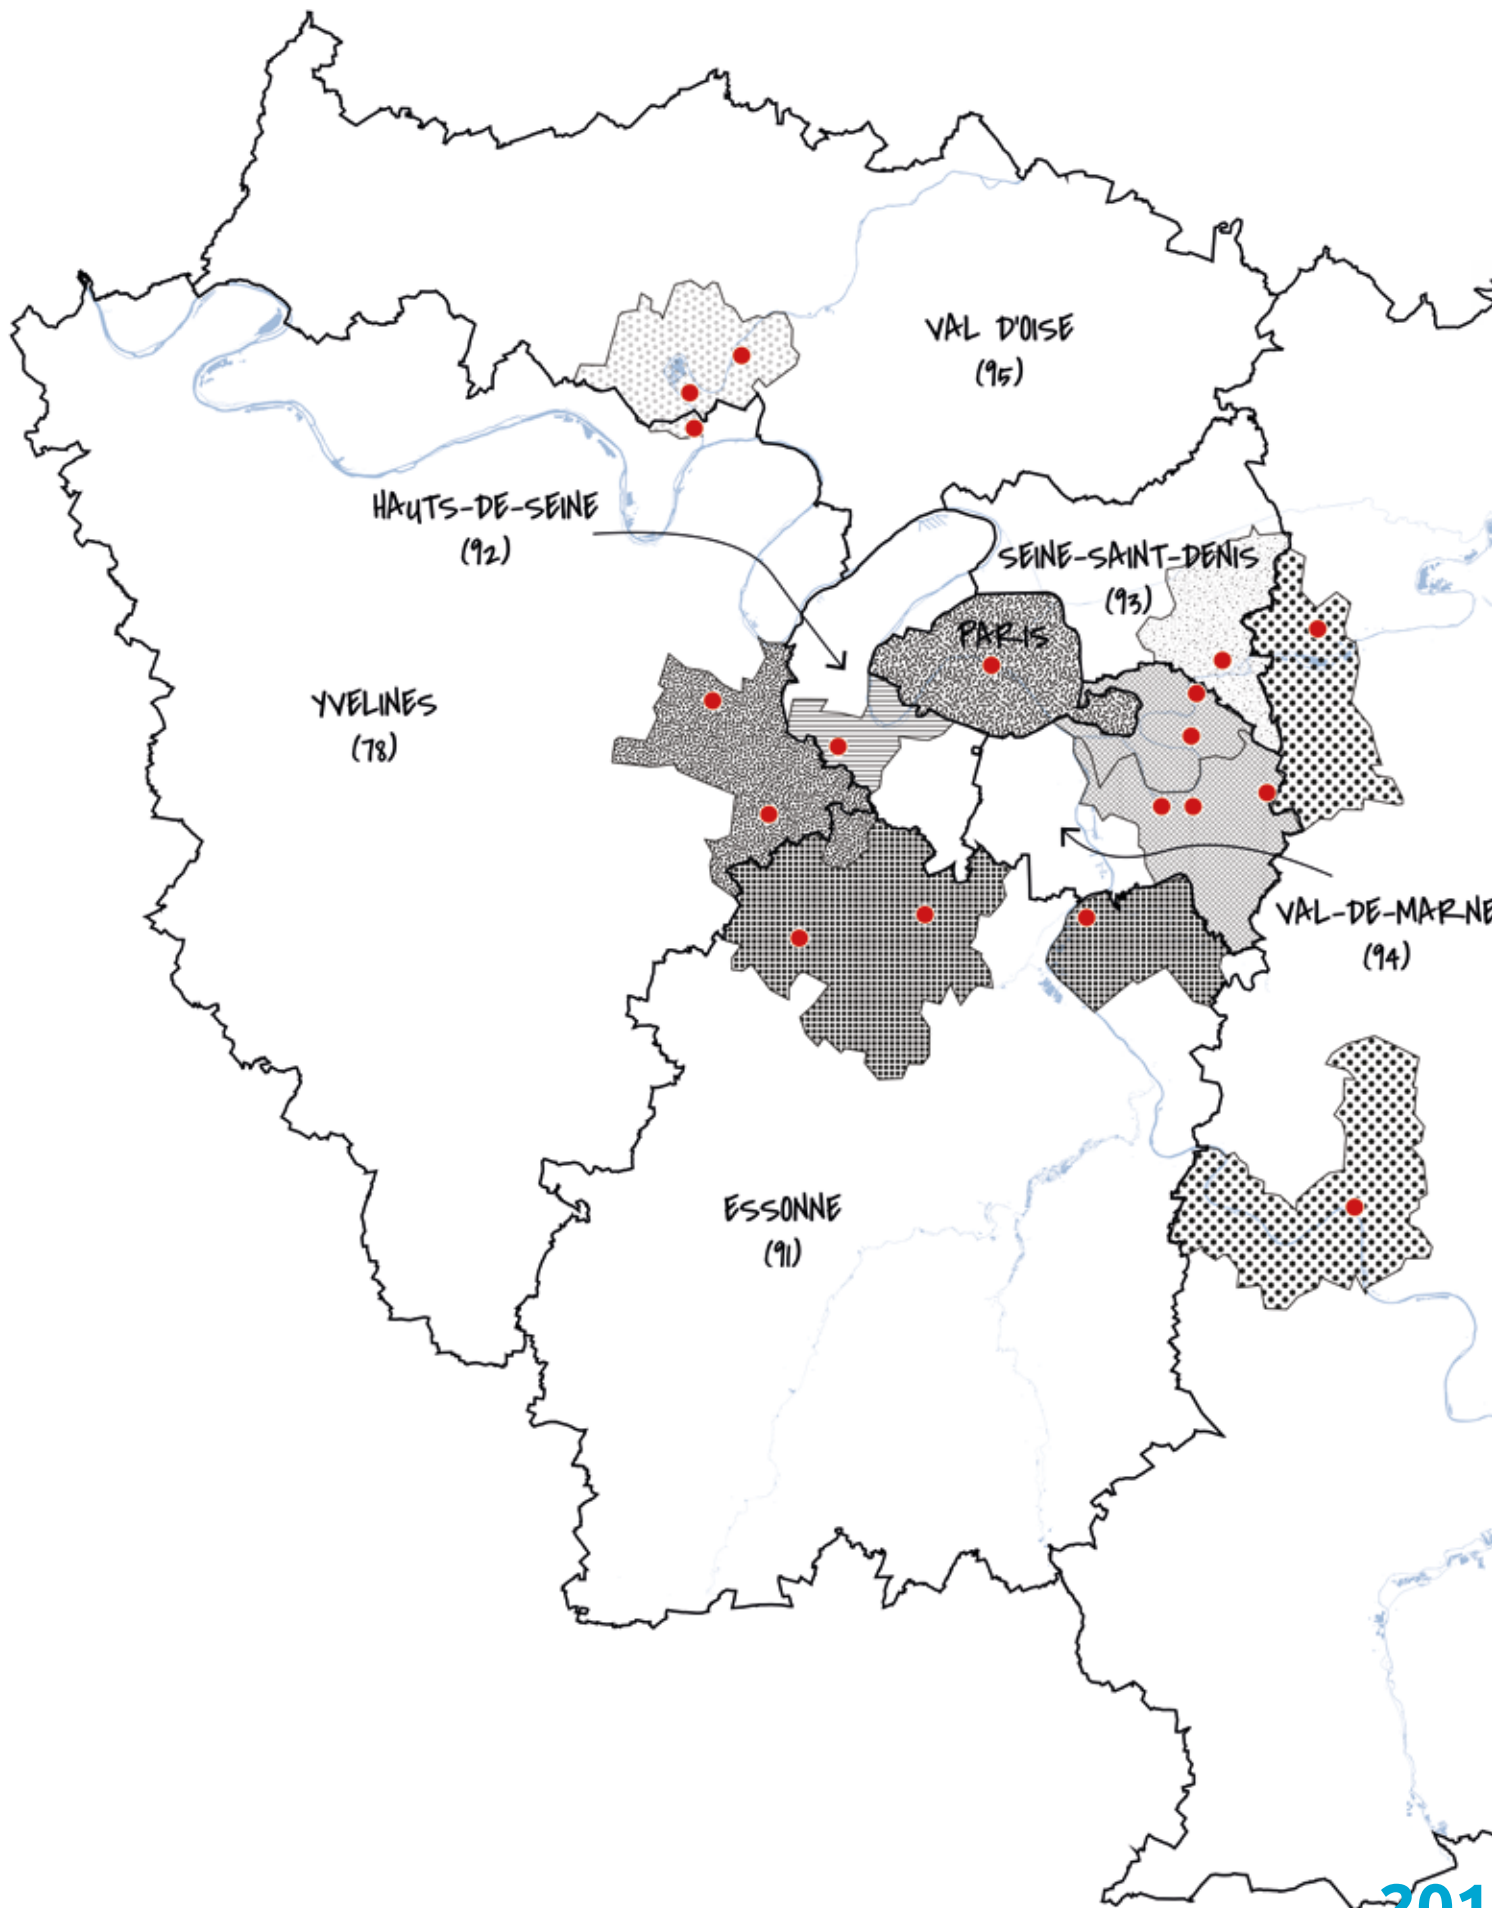 VAL D'OISE
(95)
HAUTS-DE-SEINE
(92)
SEINE-SAINT-DENIS
(93)
PARIS
YVELINES
(78)
VAL-DE-MARNE
(94)
ESSONNE
(91)
201